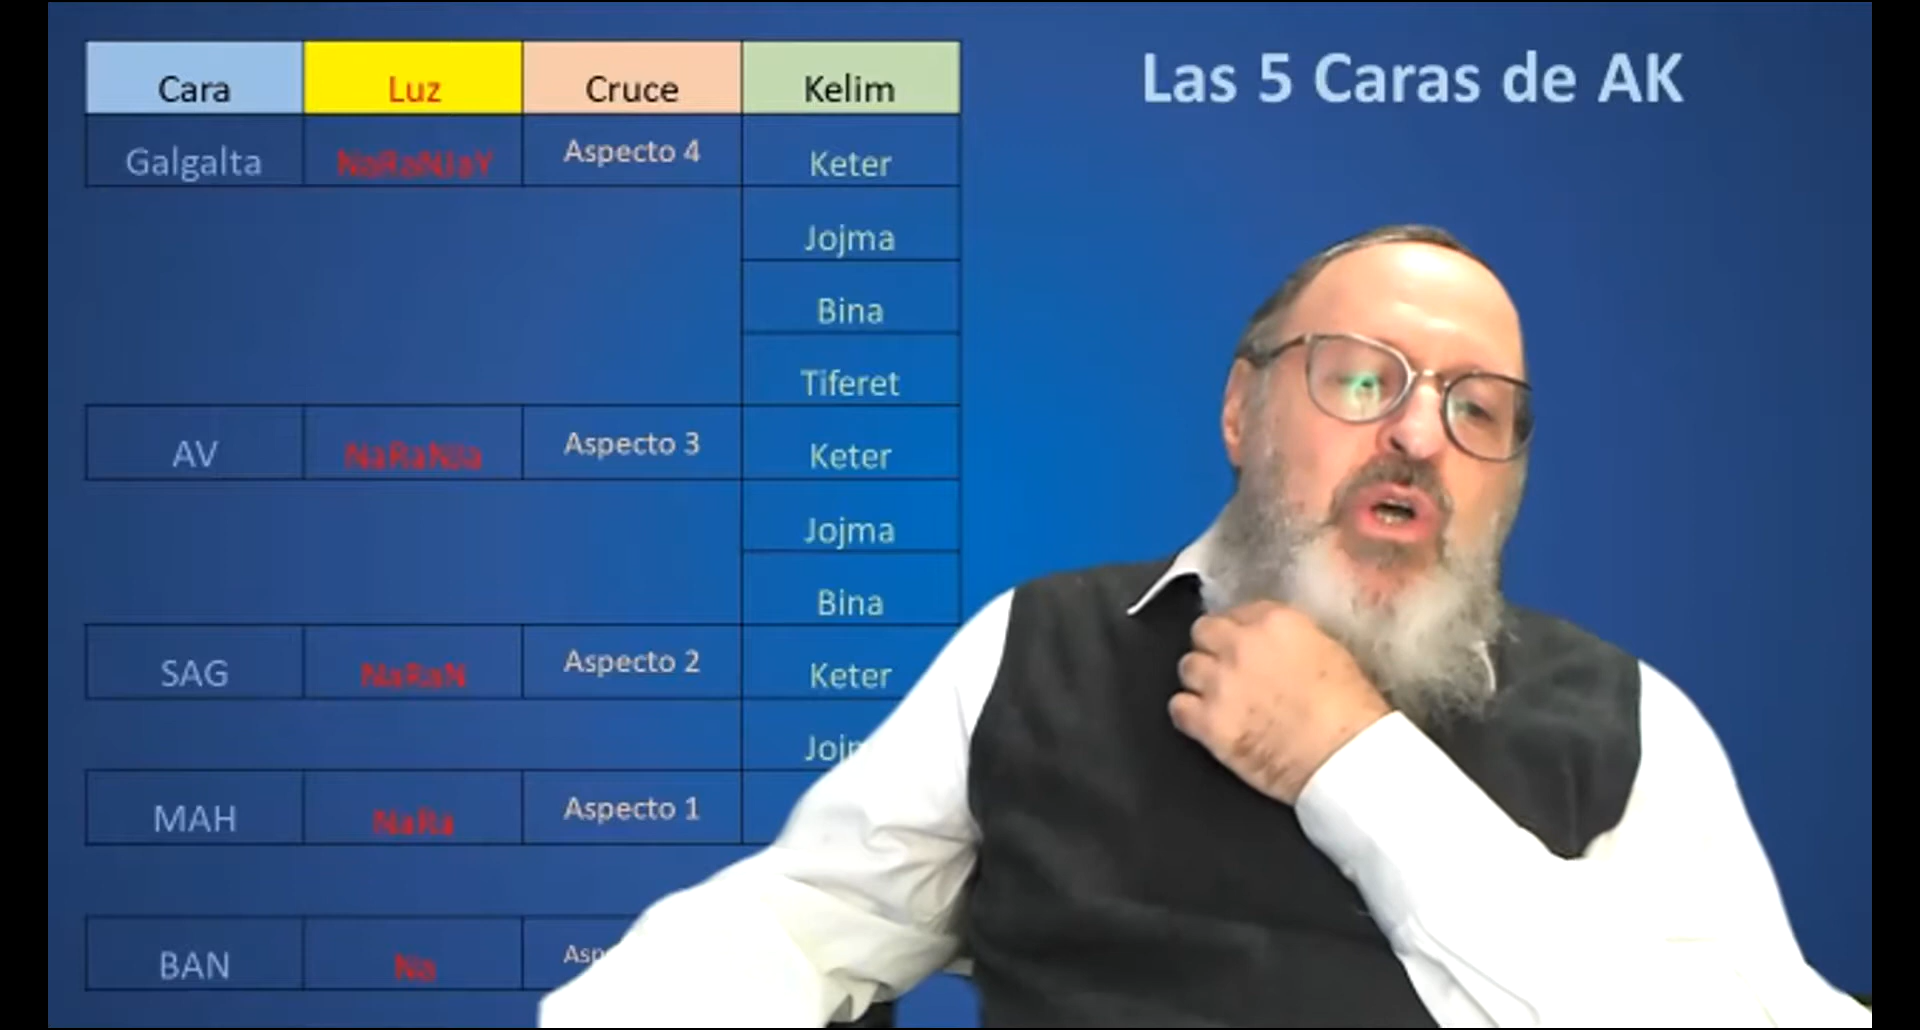 Las 5 Caras de AK
Cara Luz Cruce Kelim
Galgalta NaRaNJaY Aspecto 4 Keter
Jojma
Bina
Tiferet
AV NaRaNJa Aspecto 3 Keter
Jojma
Bina
SAG NaRaN Aspecto 2 Keter
MAH NaRa Aspecto 1
BAN Na